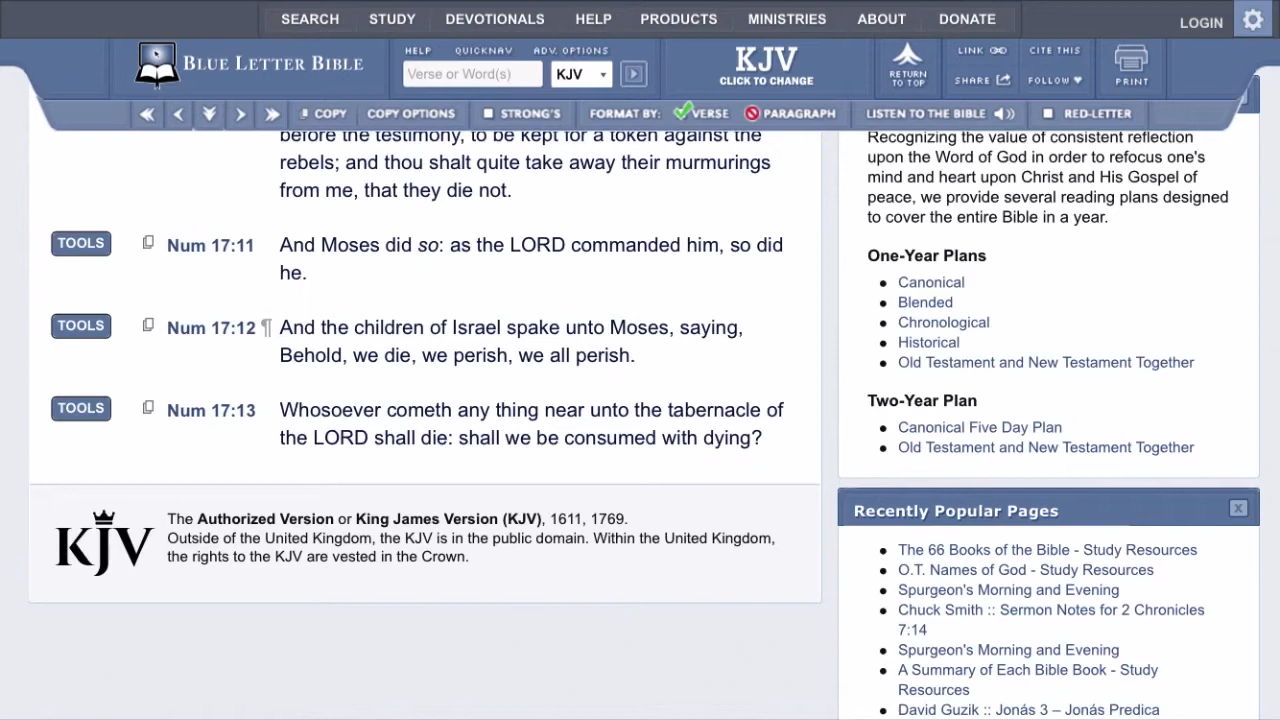 SEARCH STUDY DEVOTIONALS HELP PRODUCTS MINISTRIES ABOUT DONATE LOGIN
BLUE LETTER BIBLE
HELP QUICKNAV ADV. OPTIONS
Verse or Word(s) KJV
KJV
CLICK TO CHANGE
RETURN
TO TOP
LINK CITE THIS
SHARE FOLLOW
PRINT
COPY COPY OPTIONS STRONG'S FORMAT BY: VERSE PARAGRAPH LISTEN TO THE BIBLE RED-LETTER
before the testimony, to be kept for a token against the
rebels; and thou shalt quite take away their murmurings
from me, that they die not.
TOOLS Num 17:11 And Moses did so: as the LORD commanded him, so did
he.
TOOLS Num 17:12 ¶ And the children of Israel spake unto Moses, saying,
Behold, we die, we perish, we all perish.
TOOLS Num 17:13 Whosoever cometh any thing near unto the tabernacle of
the LORD shall die: shall we be consumed with dying?
KJV
The Authorized Version or King James Version (KJV), 1611, 1769.
Outside of the United Kingdom, the KJV is in the public domain. Within the United Kingdom,
the rights to the KJV are vested in the Crown.
Recognizing the value of consistent reflection
upon the Word of God in order to refocus one's
mind and heart upon Christ and His Gospel of
peace, we provide several reading plans designed
to cover the entire Bible in a year.
One-Year Plans
Canonical
Blended
Chronological
Historical
Old Testament and New Testament Together
Two-Year Plan
Canonical Five Day Plan
Old Testament and New Testament Together
Recently Popular Pages X
The 66 Books of the Bible - Study Resources
O.T. Names of God - Study Resources
Spurgeon's Morning and Evening
Chuck Smith :: Sermon Notes for 2 Chronicles
7:14
Spurgeon's Morning and Evening
A Summary of Each Bible Book - Study
Resources
David Guzik :: Jonás 3 – Jonás Predica